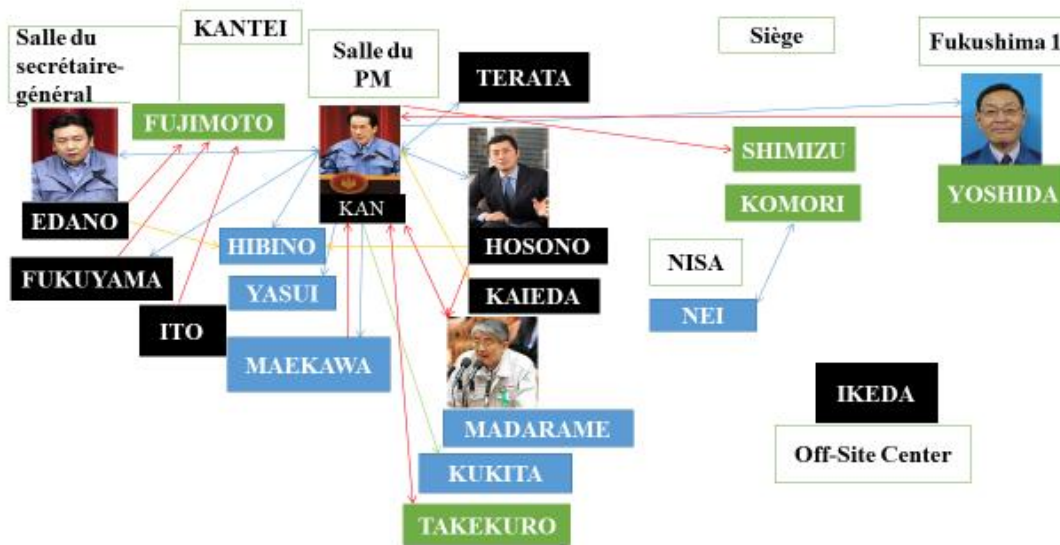 KANTEI
Salle du
secrétaire-
général
Salle du
PM
Siège
Fukushima 1
TERATA
FUJIMOTO
SHIMIZU
KOMORI
YOSHIDA
EDANO
KAN
HIBINO
HOSONO
NISA
FUKUYAMA
YASUI
KAIEDA
NEI
ITO
MAEKAWA
IKEDA
MADARAME
Off-Site Center
KUKITA
TAKEKURO